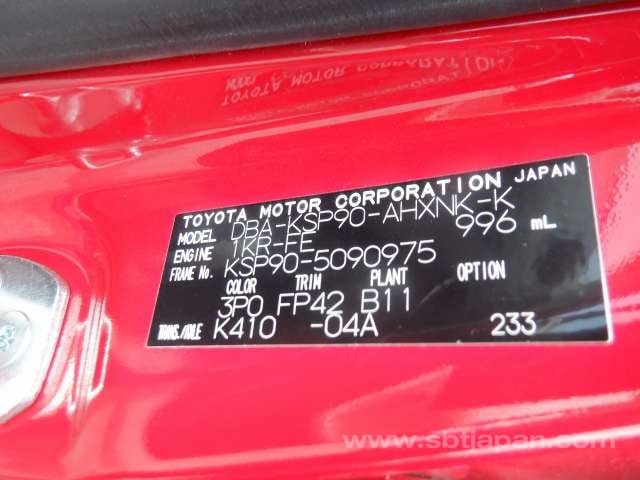 TOYOTA MOTOR CORPORATION JAPAN
MODEL DBA-KSP90-AHXNK-K
ENGINE 1KR-FE 996 mL
FRAME No. KSP90-5090975
COLOR TRIM PLANT OPTION
3P0 FP42 B11
TRANS./AXLE K410 -04A 233
www.sbtjapan.com